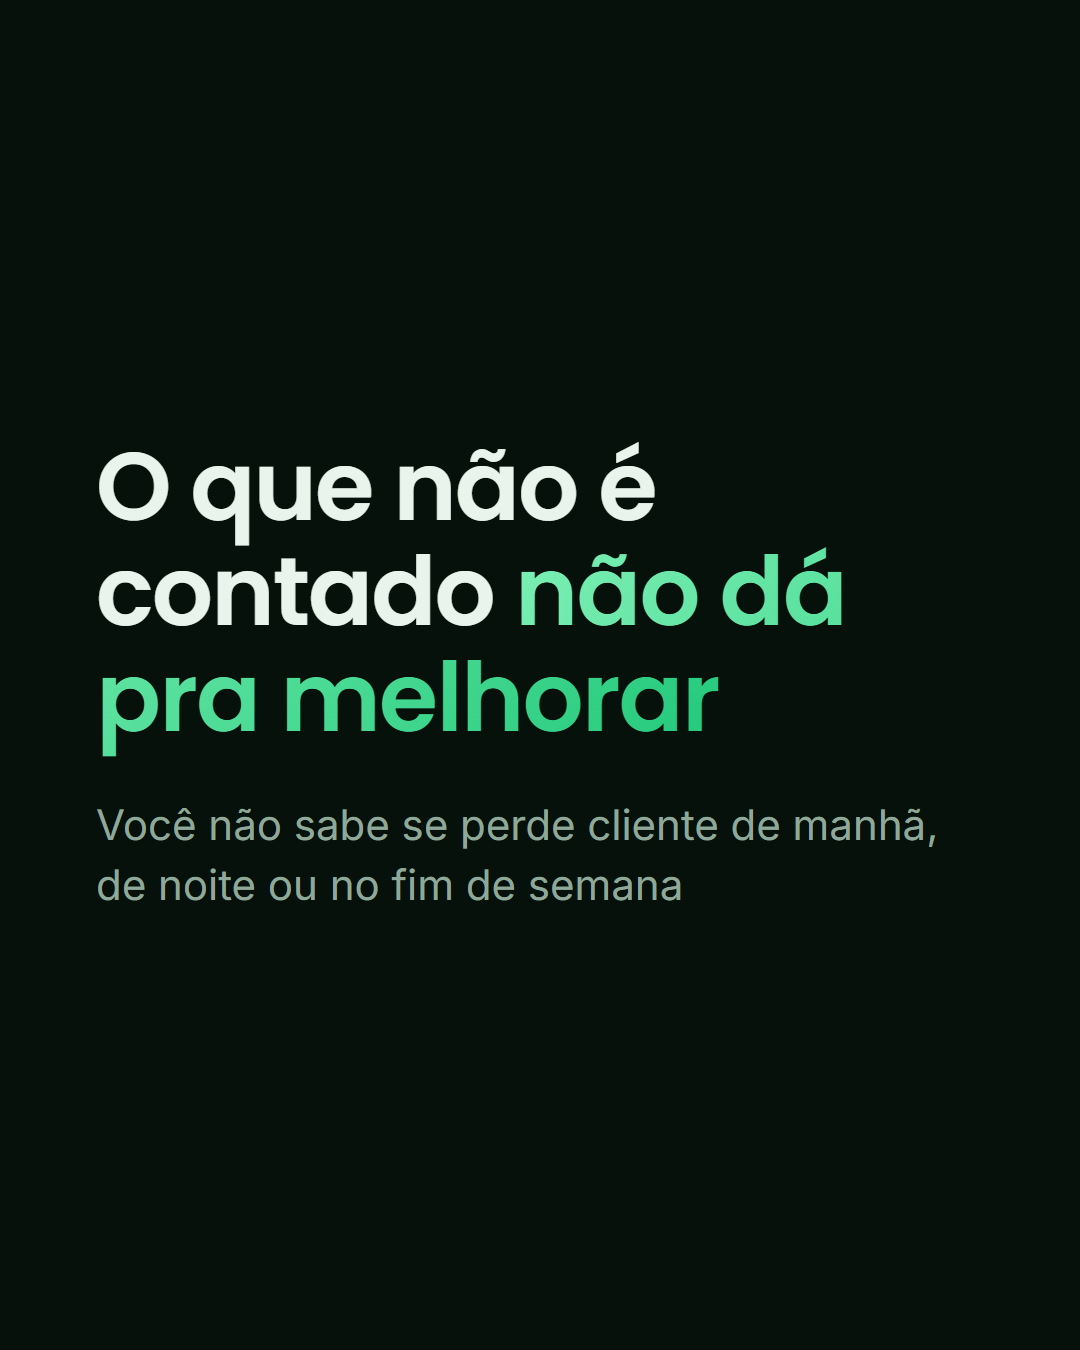 O que não é
contado não dá
pra melhorar
Você não sabe se perde cliente de manhã,
de noite ou no fim de semana